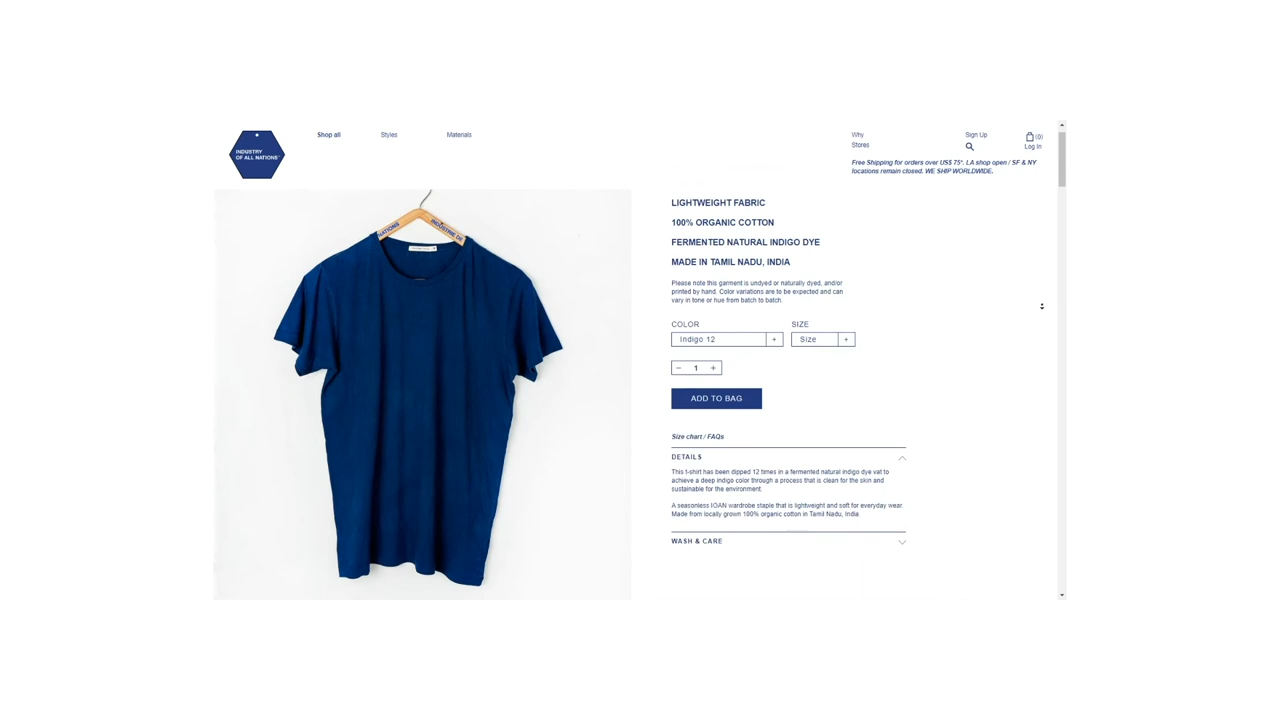 INDUSTRY
OF ALL NATIONS™
Shop all
Styles
Materials
Why
Stores
Sign Up
(0)
Log In
Free Shipping for orders over US$ 75*. LA shop open / SF & NY
locations remain closed. WE SHIP WORLDWIDE.
NATIONS
INDUSTRIE DE
LIGHTWEIGHT FABRIC
100% ORGANIC COTTON
FERMENTED NATURAL INDIGO DYE
MADE IN TAMIL NADU, INDIA
Please note this garment is undyed or naturally dyed, and/or
printed by hand. Color variations are to be expected and can
vary in tone or hue from batch to batch.
COLOR
SIZE
Indigo 12 +
Size +
− 1 +
ADD TO BAG
Size chart / FAQs
DETAILS
This t-shirt has been dipped 12 times in a fermented natural indigo dye vat to
achieve a deep indigo color through a process that is clean for the skin and
sustainable for the environment.
A seasonless IOAN wardrobe staple that is lightweight and soft for everyday wear.
Made from locally grown 100% organic cotton in Tamil Nadu, India
WASH & CARE